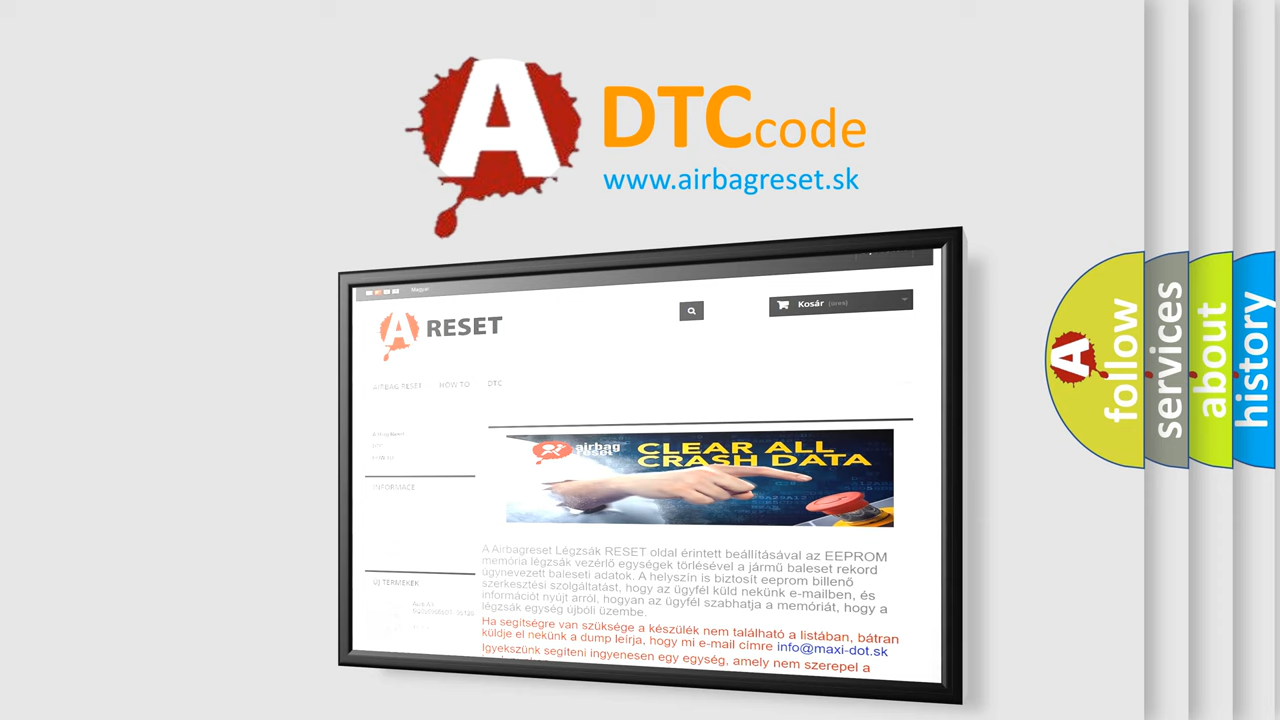 A DTC code
www.airbagreset.sk
Magyar
A RESET
Kosár (üres)
AIRBAG RESET HOW TO DTC
INFORMACE
ÚJ TERMÉKEK
airbag
reset
CLEAR ALL
CRASH DATA
A Airbagreset Légzsák RESET oldal érintett beállításával az EEPROM
memória légzsák vezérlő egységek törlésével a jármű baleset rekord
úgynevezett baleseti adatok. A helyszín is biztosít eeprom billenő
szerkesztési szolgáltatást, hogy az ügyfél küld nekünk e-mailben, és
információt nyújt arról, hogyan az ügyfél szabhatja a memóriát, hogy a
légzsák egység újbóli üzembe.
Ha segítségre van szüksége a készülék nem található a listában, bátran
küldje el nekünk a dump leírja, hogy mi e-mail címre info@maxi-dot.sk
Igyekszünk segíteni ingyenesen egy egység, amely nem szerepel a
A follow
services
about
history